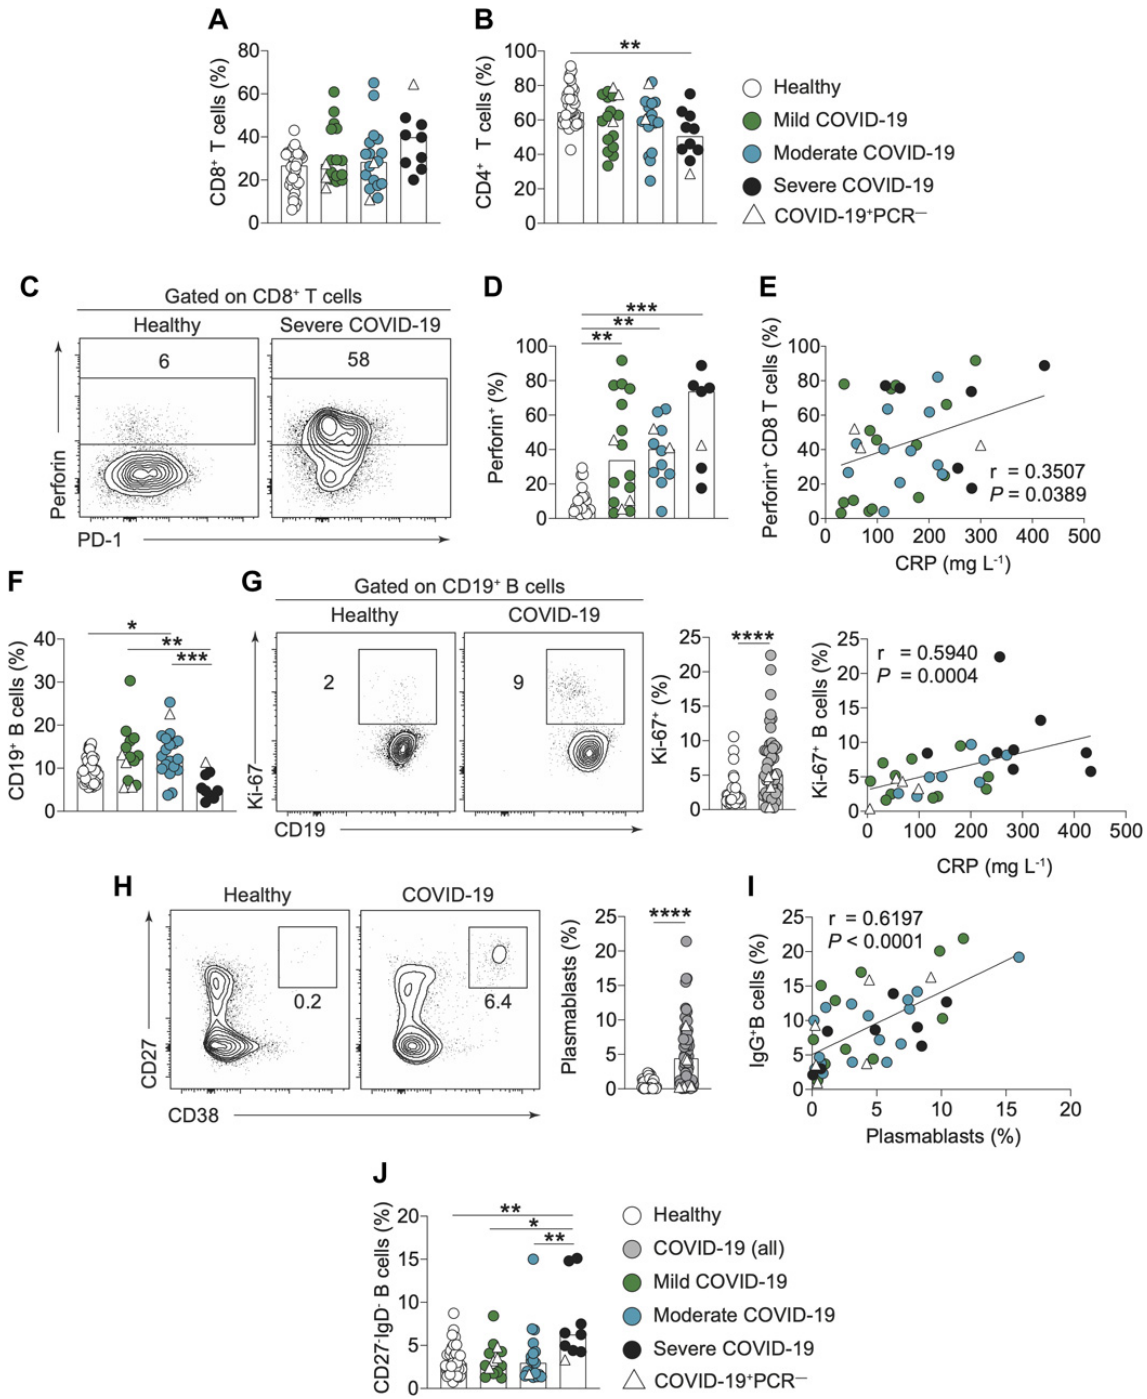 A
B
80
60
40
20
0
CD8⁺ T cells (%)
100
80
60
40
20
0
CD4⁺ T cells (%)
**
Healthy
Mild COVID-19
Moderate COVID-19
Severe COVID-19
COVID-19⁺PCR—
C
D
E
Gated on CD8⁺ T cells
Healthy
Severe COVID-19
6
58
Perforin
PD-1
***
**
**
100
80
60
40
20
0
Perforin⁺ (%)
100
80
60
40
20
0
Perforin⁺ CD8 T cells (%)
r = 0.3507
P = 0.0389
0 100 200 300 400 500
CRP (mg L⁻¹)
F
G
Gated on CD19⁺ B cells
Healthy
COVID-19
*
**
***
40
30
20
10
0
CD19⁺ B cells (%)
2
9
Ki-67
CD19
****
25
20
15
10
5
0
Ki-67⁺ (%)
25
20
15
10
5
0
Ki-67⁺ B cells (%)
r = 0.5940
P = 0.0004
0 100 200 300 400 500
CRP (mg L⁻¹)
H
I
Healthy
COVID-19
0.2
6.4
CD27
CD38
****
25
20
15
10
5
0
Plasmablasts (%)
25
20
15
10
5
0
IgG⁺B cells (%)
r = 0.6197
P < 0.0001
0 5 10 15 20
Plasmablasts (%)
J
**
*
**
20
15
10
5
0
CD27⁻IgD⁻ B cells (%)
Healthy
COVID-19 (all)
Mild COVID-19
Moderate COVID-19
Severe COVID-19
COVID-19⁺PCR—